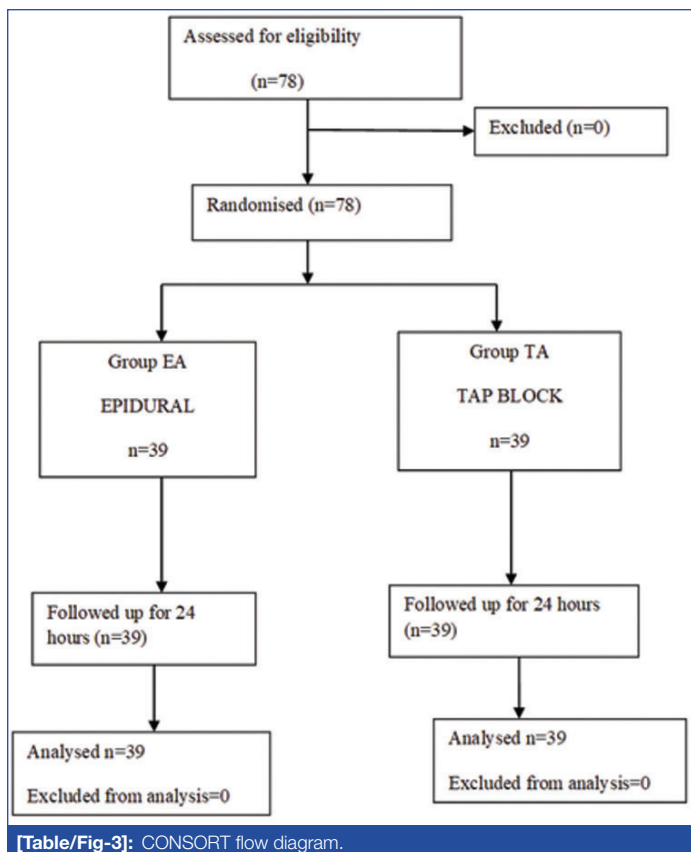 Assessed for eligibility
(n=78)
Excluded (n=0)
Randomised (n=78)
Group EA
EPIDURAL
n=39
Group TA
TAP BLOCK
n=39
Followed up for 24
hours (n=39)
Followed up for 24 hours
(n=39)
Analysed n=39
Excluded from analysis=0
Analysed n=39
Excluded from analysis=0
[Table/Fig-3]: CONSORT flow diagram.